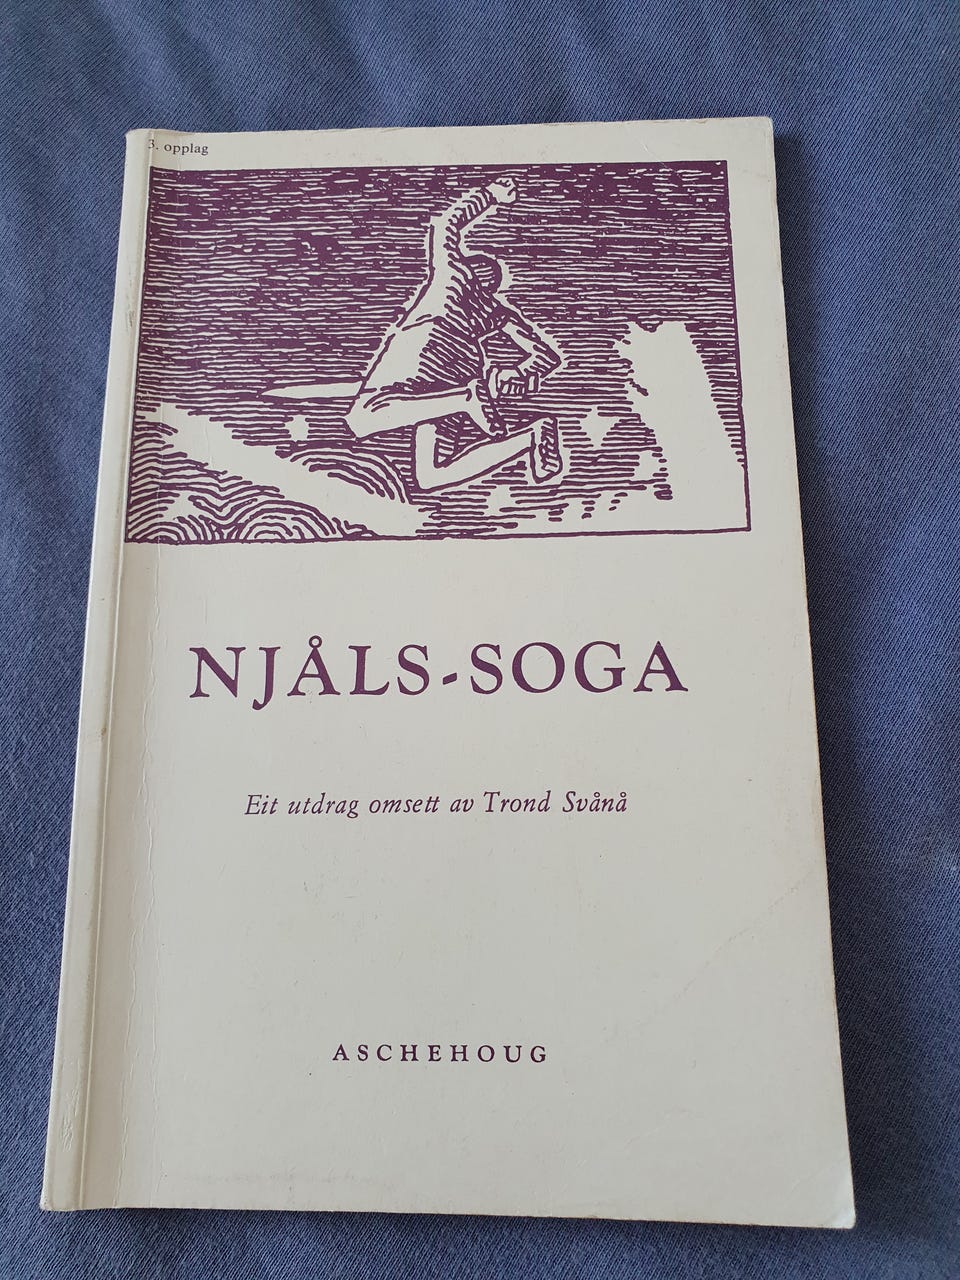 3. opplag
NJÅLS-SOGA
Eit utdrag omsett av Trond Svånå
ASCHEHOUG